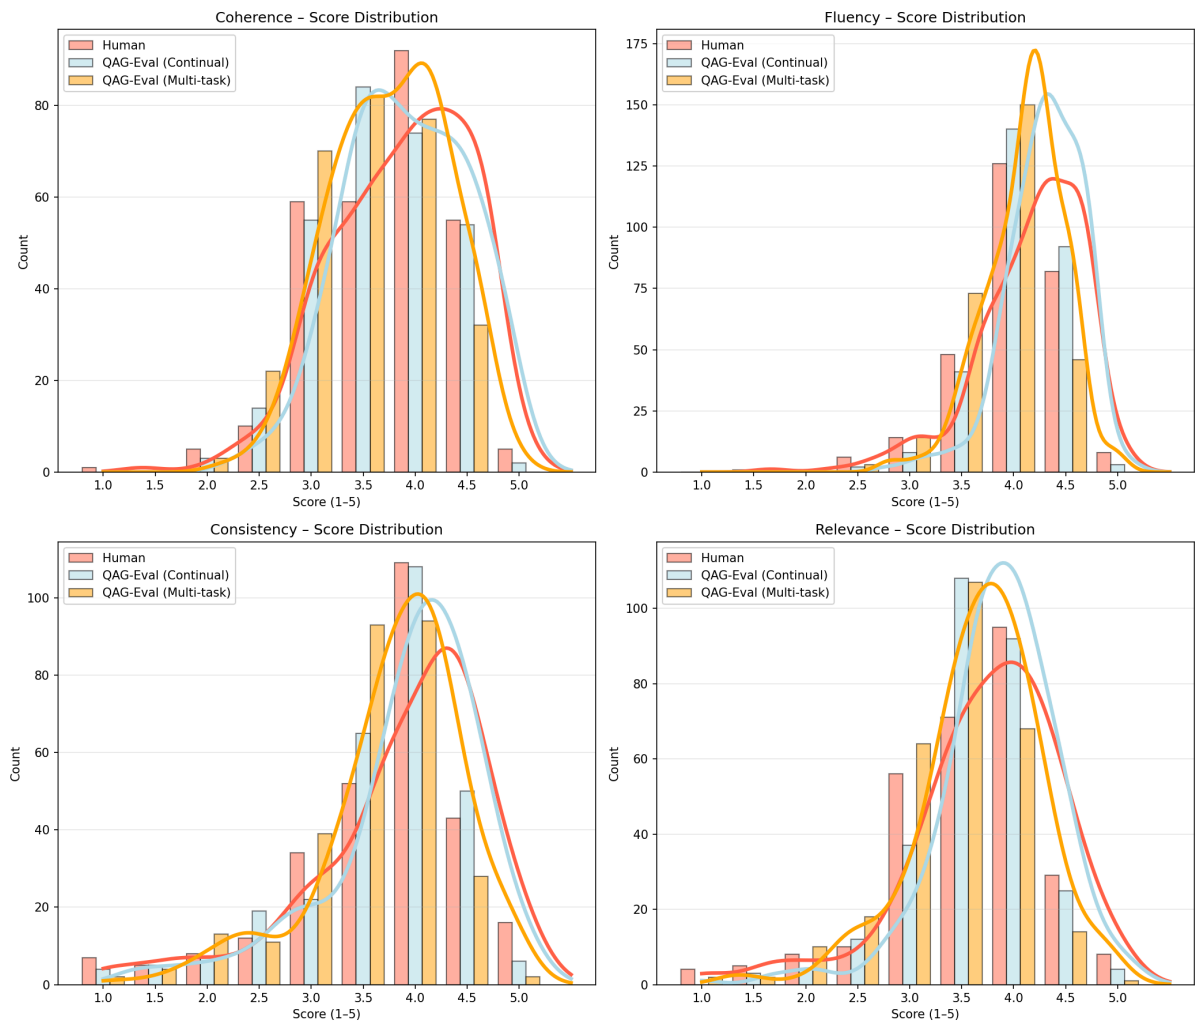 Coherence – Score Distribution
Human
QAG-Eval (Continual)
QAG-Eval (Multi-task)
80
60
40
20
0
Count
1.0 1.5 2.0 2.5 3.0 3.5 4.0 4.5 5.0
Score (1–5)
Fluency – Score Distribution
Human
QAG-Eval (Continual)
QAG-Eval (Multi-task)
175
150
125
100
75
50
25
0
Count
1.0 1.5 2.0 2.5 3.0 3.5 4.0 4.5 5.0
Score (1–5)
Consistency – Score Distribution
Human
QAG-Eval (Continual)
QAG-Eval (Multi-task)
100
80
60
40
20
0
Count
1.0 1.5 2.0 2.5 3.0 3.5 4.0 4.5 5.0
Score (1–5)
Relevance – Score Distribution
Human
QAG-Eval (Continual)
QAG-Eval (Multi-task)
100
80
60
40
20
0
Count
1.0 1.5 2.0 2.5 3.0 3.5 4.0 4.5 5.0
Score (1–5)